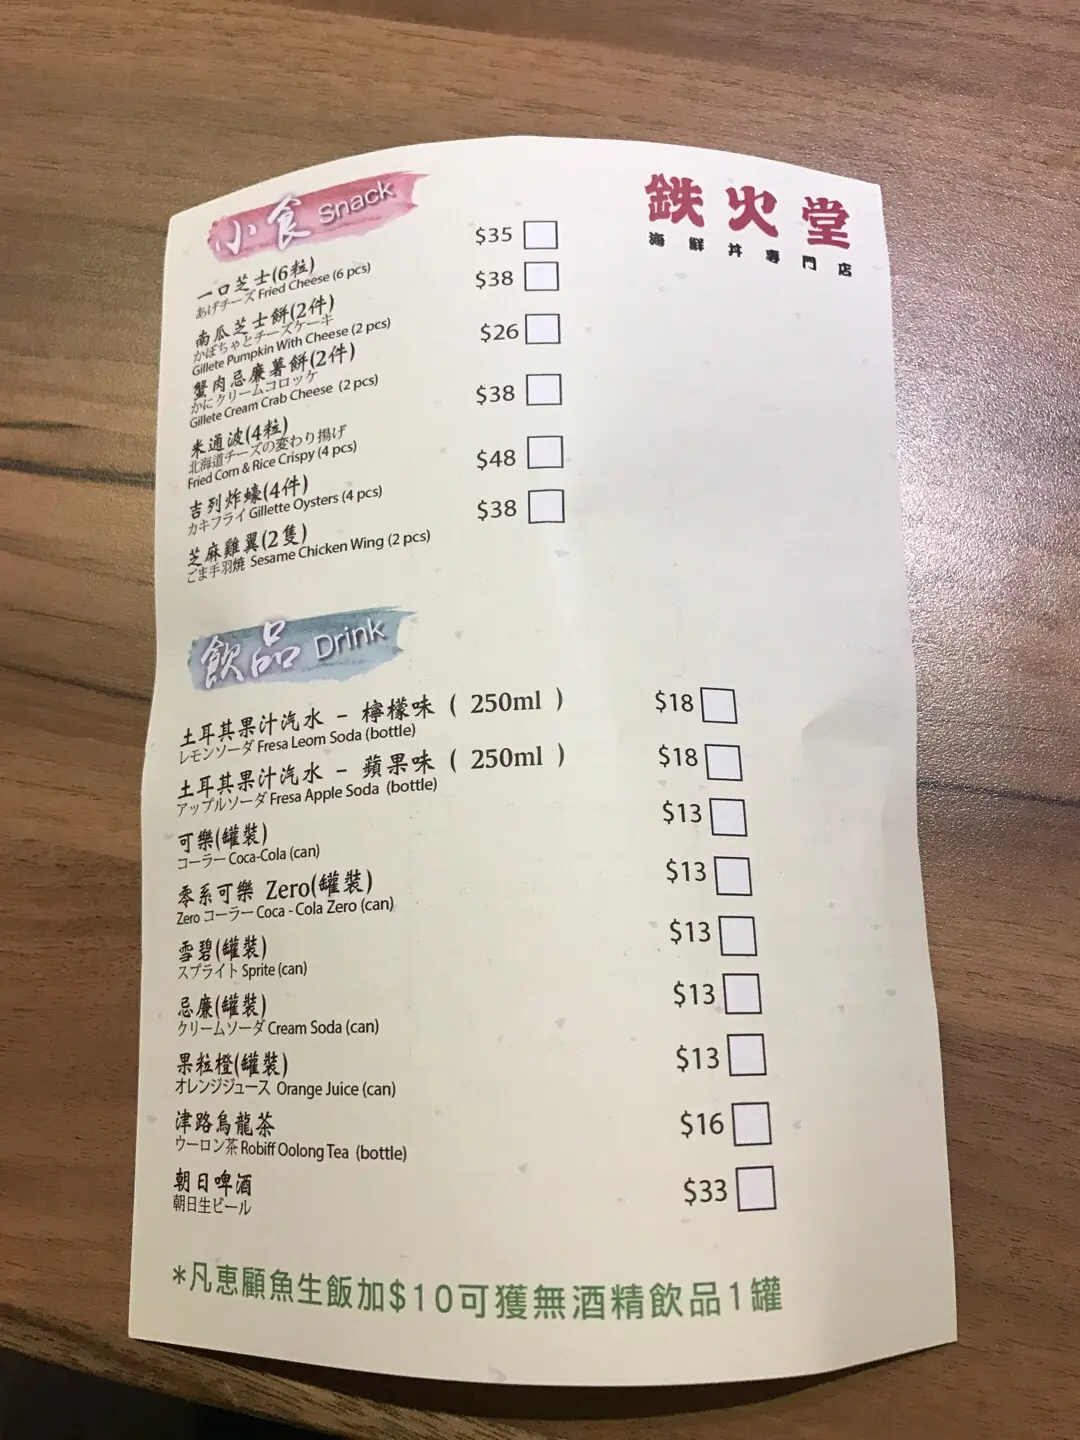 小食 Snack
鉄火堂
海鮮丼專門店
一口芝士(6粒) $35
あげチーズ Fried Cheese (6 pcs)
南瓜芝士餅(2件) $38
かぼちゃとチーズケーキ
Gillete Pumpkin With Cheese (2 pcs)
蟹肉忌廉薯餅(2件) $26
かにクリームコロッケ
Gillete Cream Crab Cheese (2 pcs)
米通波(4粒) $38
北海道チーズの変わり揚げ
Fried Corn & Rice Crispy (4 pcs)
吉列炸蠔(4件) $48
カキフライ Gillette Oysters (4 pcs)
芝麻雞翼(2隻) $38
ごま手羽焼 Sesame Chicken Wing (2 pcs)
飲品 Drink
土耳其果汁汽水 - 檸檬味 ( 250ml ) $18
レモンソーダ Fresa Leom Soda (bottle)
土耳其果汁汽水 - 蘋果味 ( 250ml ) $18
アップルソーダ Fresa Apple Soda (bottle)
可樂(罐裝) $13
コーラー Coca-Cola (can)
零系可樂 Zero(罐裝) $13
Zero コーラー Coca - Cola Zero (can)
雪碧(罐裝) $13
スプライト Sprite (can)
忌廉(罐裝) $13
クリームソーダ Cream Soda (can)
果粒橙(罐裝) $13
オレンジジュース Orange Juice (can)
津路烏龍茶 $16
ウーロン茶 Robiff Oolong Tea (bottle)
朝日啤酒 $33
朝日生ビール
*凡惠顧魚生飯加$10可獲無酒精飲品1罐